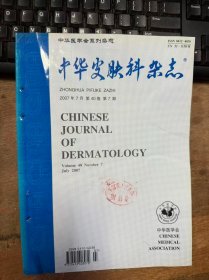 中华医学会系列杂志
中华皮肤科杂志
ZHONGHUA PIFUKE ZAZHI
2007年7月第40卷第7期
CHINESE
JOURNAL
OF
DERMATOLOGY
Volume 40 Number 7
July 2007
中华医学会
CHINESE
MEDICAL
ASSOCIATION